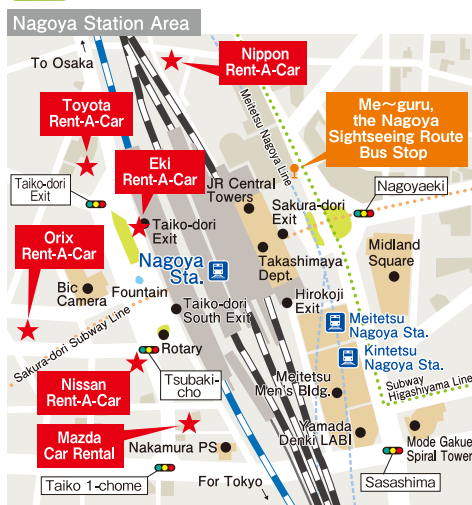 Nagoya Station Area
To Osaka
Nippon
Rent-A-Car
Toyota
Rent-A-Car
Meitetsu Nagoya Line
Me~guru,
the Nagoya
Sightseeing Route
Bus Stop
Eki
Rent-A-Car
Taiko-dori
Exit
JR Central
Towers
Sakura-dori
Exit
Nagoyaeki
Taiko-dori
Exit
Orix
Rent-A-Car
Nagoya
Sta.
Takashimaya
Dept.
Midland
Square
Bic
Camera
Fountain
Hirokoji
Exit
Taiko-dori
South Exit
Sakura-dori Subway Line
Meitetsu
Nagoya Sta.
Rotary
Kintetsu
Nagoya Sta.
Nissan
Rent-A-Car
Tsubaki-
cho
Meitetsu
Men's Bldg.
Subway
Higashiyama Line
Mazda
Car Rental
Nakamura PS
Yamada
Denki LABI
Mode Gakuen
Spiral Towers
Taiko 1-chome
For Tokyo
Sasashima